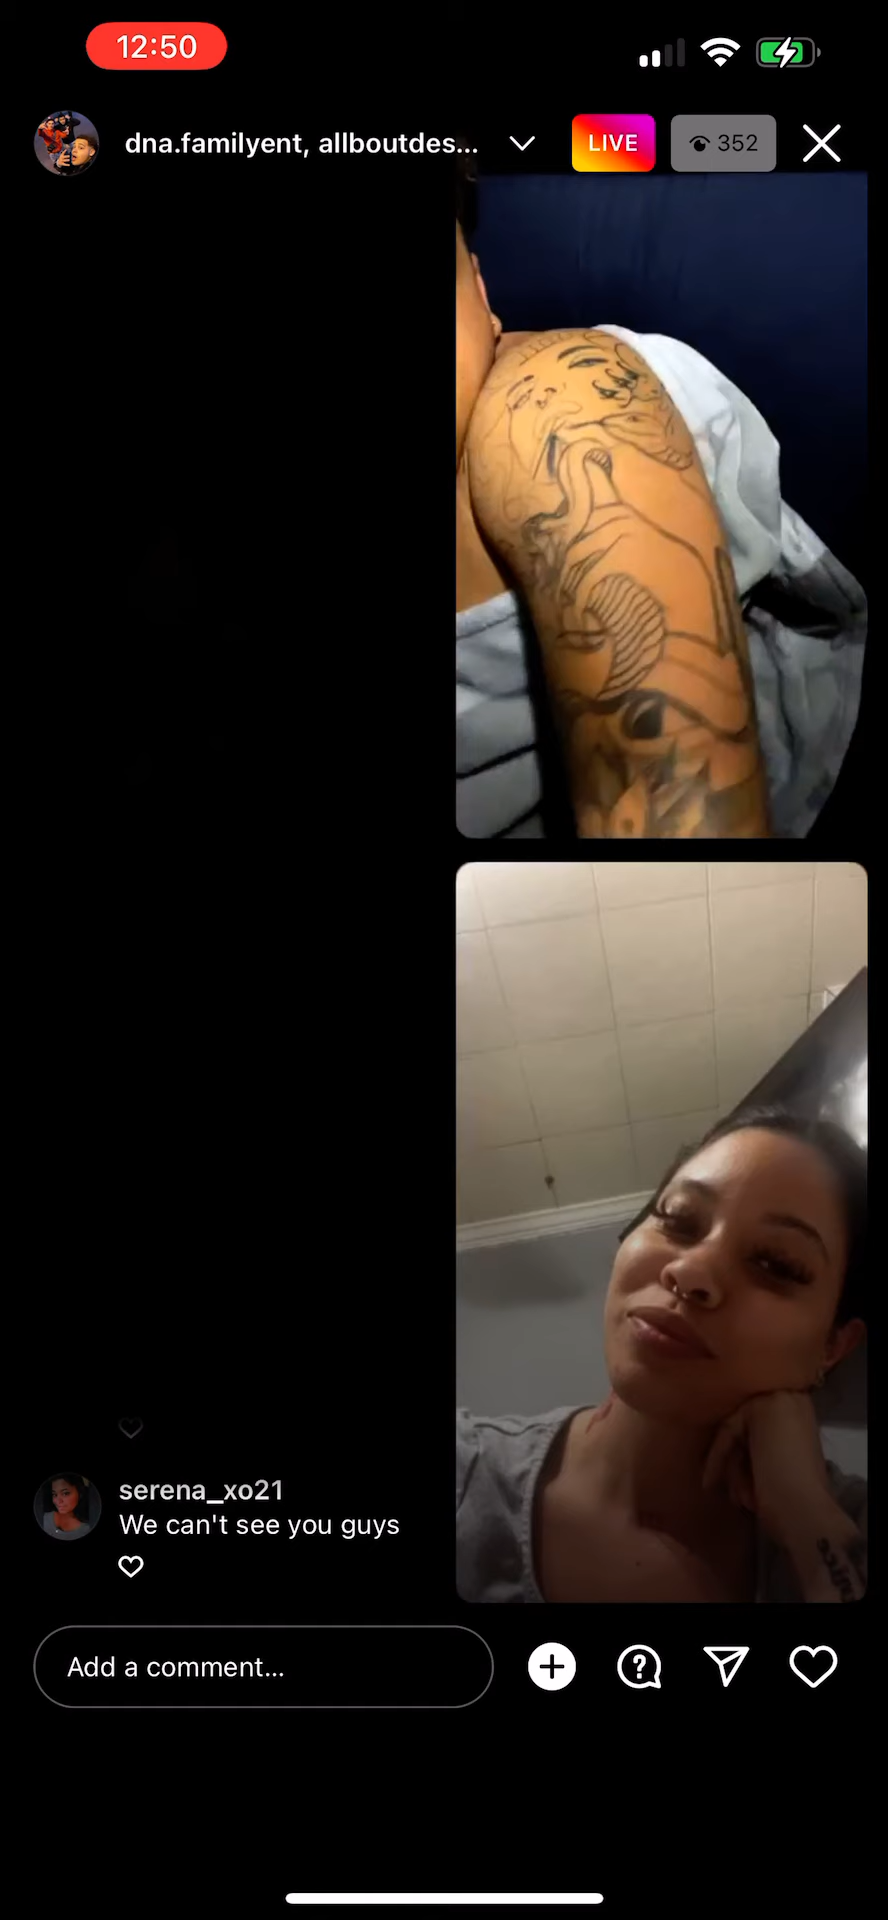 12:50
dna.familyent, allboutdes...
LIVE
352
serena_xo21
We can't see you guys
Add a comment...